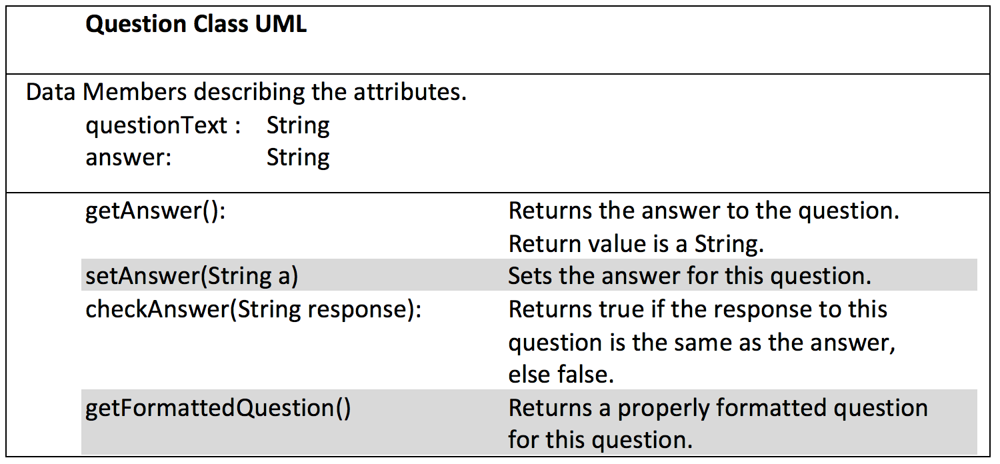 Question Class UML
Data Members describing the attributes.
questionText : String
answer: String
getAnswer(): Returns the answer to the question.
Return value is a String.
setAnswer(String a) Sets the answer for this question.
checkAnswer(String response): Returns true if the response to this
question is the same as the answer,
else false.
getFormattedQuestion() Returns a properly formatted question
for this question.